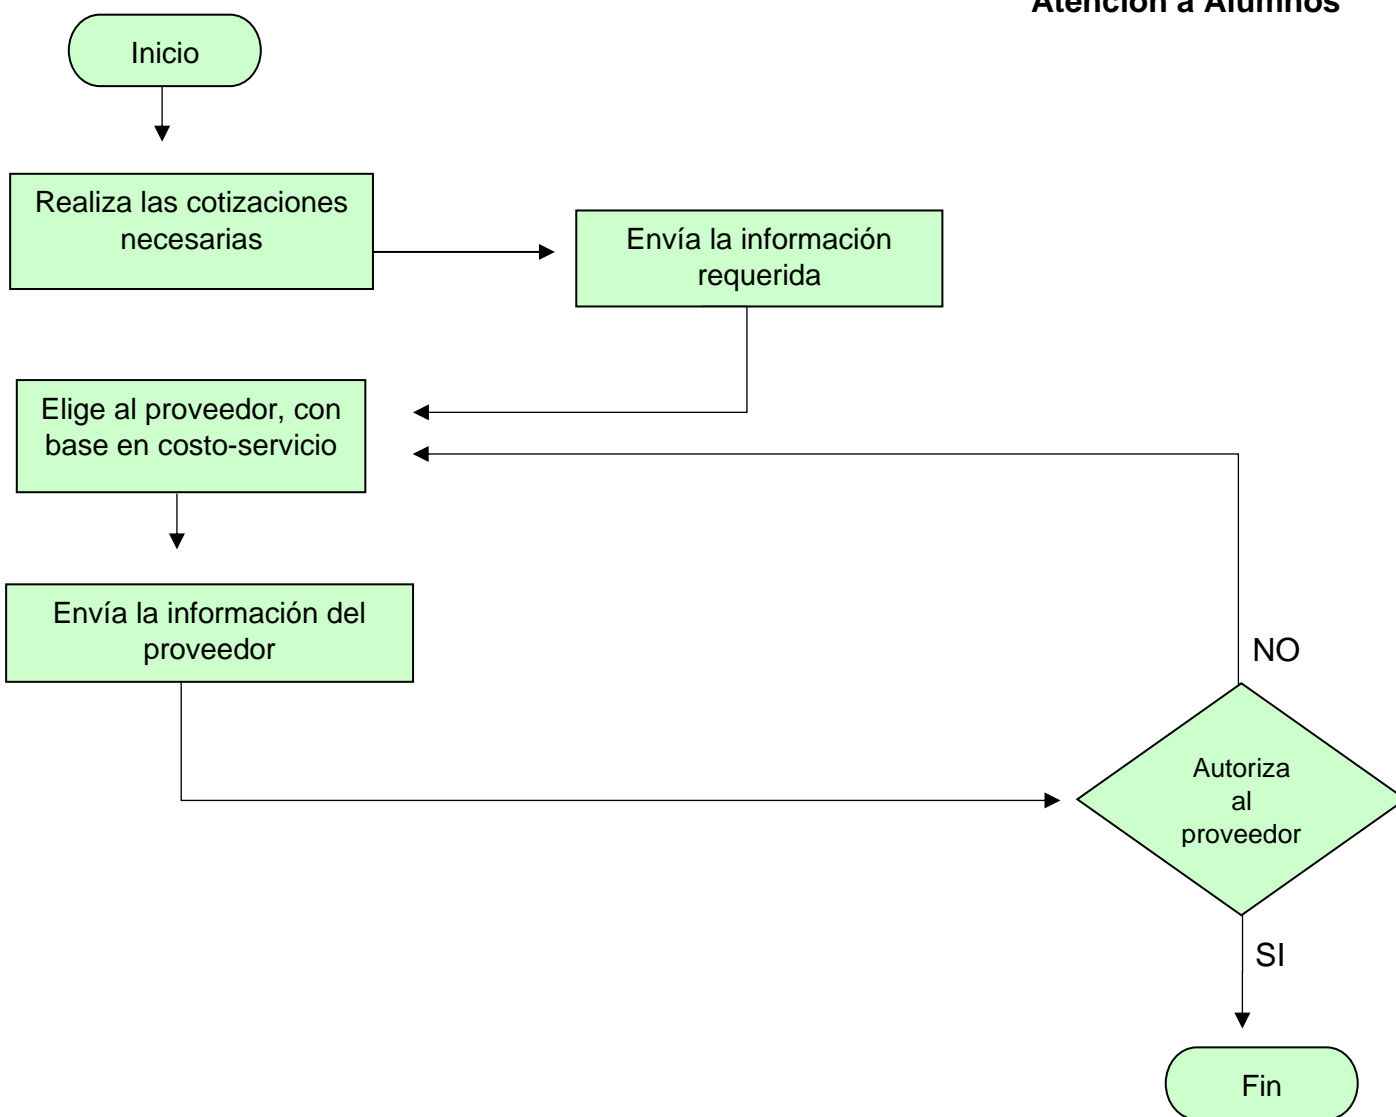 Atención a Alumnos
Inicio
Realiza las cotizaciones
necesarias
Envía la información
requerida
Elige al proveedor, con
base en costo-servicio
Envía la información del
proveedor
NO
Autoriza
al
proveedor
SI
Fin